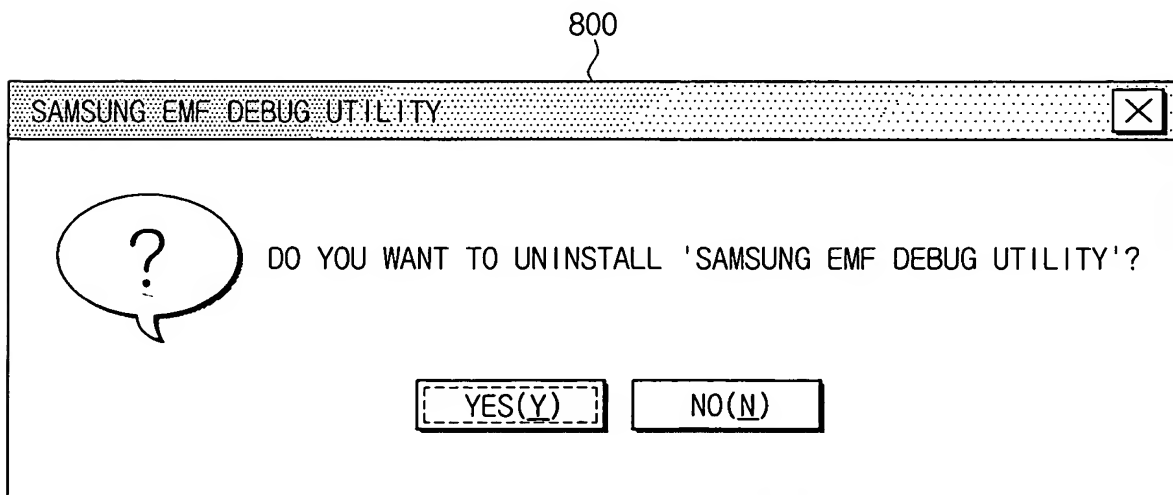 800
SAMSUNG EMF DEBUG UTILITY
?
DO YOU WANT TO UNINSTALL 'SAMSUNG EMF DEBUG UTILITY'?
YES(Y) NO(N)